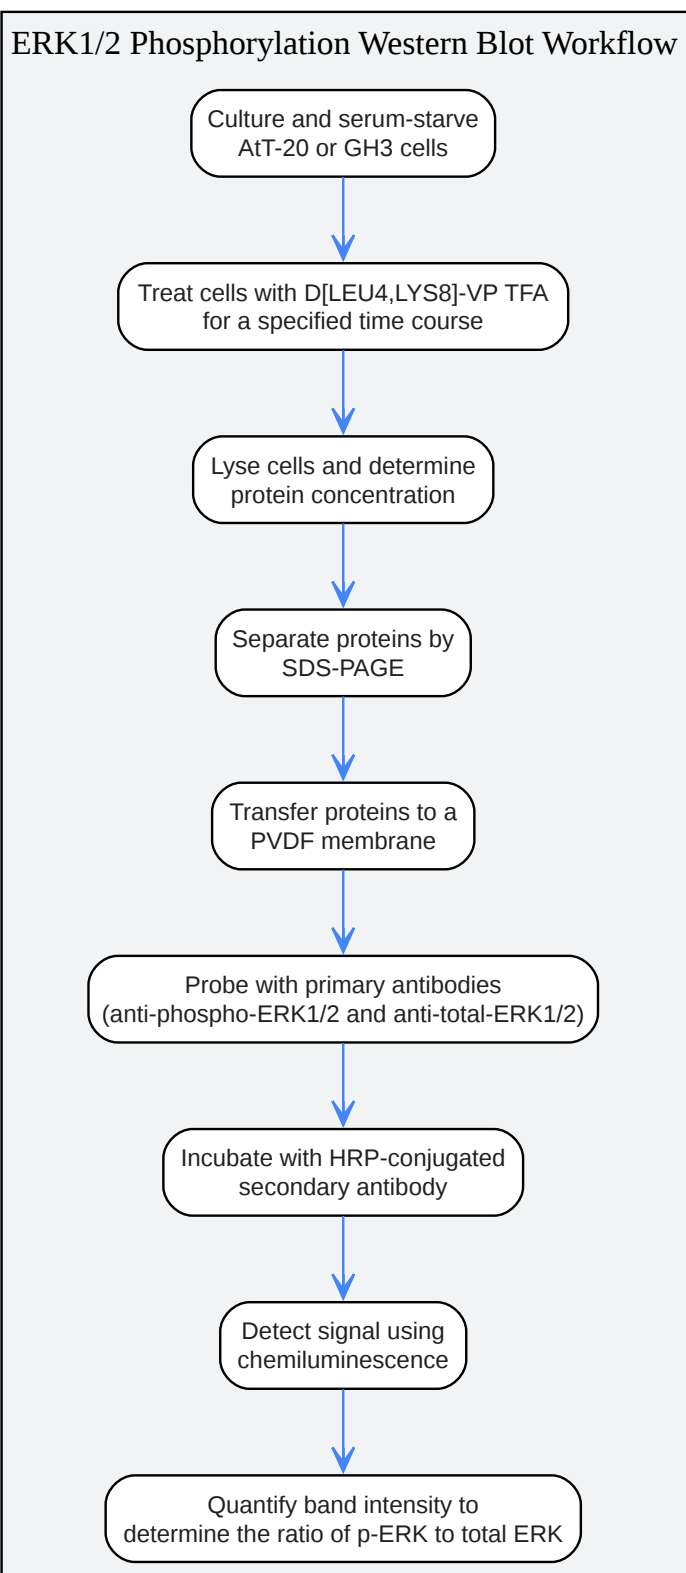 ERK1/2 Phosphorylation Western Blot Workflow
Culture and serum-starve
AtT-20 or GH3 cells
Treat cells with D[LEU4,LYS8]-VP TFA
for a specified time course
Lyse cells and determine
protein concentration
Separate proteins by
SDS-PAGE
Transfer proteins to a
PVDF membrane
Probe with primary antibodies
(anti-phospho-ERK1/2 and anti-total-ERK1/2)
Incubate with HRP-conjugated
secondary antibody
Detect signal using
chemiluminescence
Quantify band intensity to
determine the ratio of p-ERK to total ERK